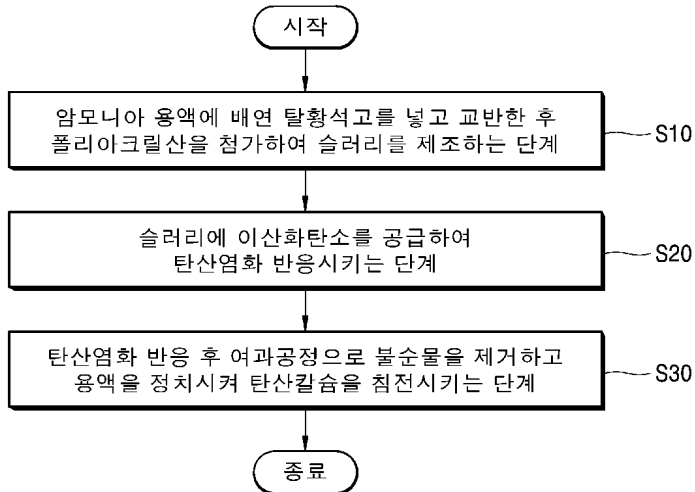 시작
암모니아 용액에 배연 탈황석고를 넣고 교반한 후
폴리아크릴산을 첨가하여 슬러리를 제조하는 단계
S10
슬러리에 이산화탄소를 공급하여
탄산염화 반응시키는 단계
S20
탄산염화 반응 후 여과공정으로 불순물을 제거하고
용액을 정치시켜 탄산칼슘을 침전시키는 단계
S30
종료